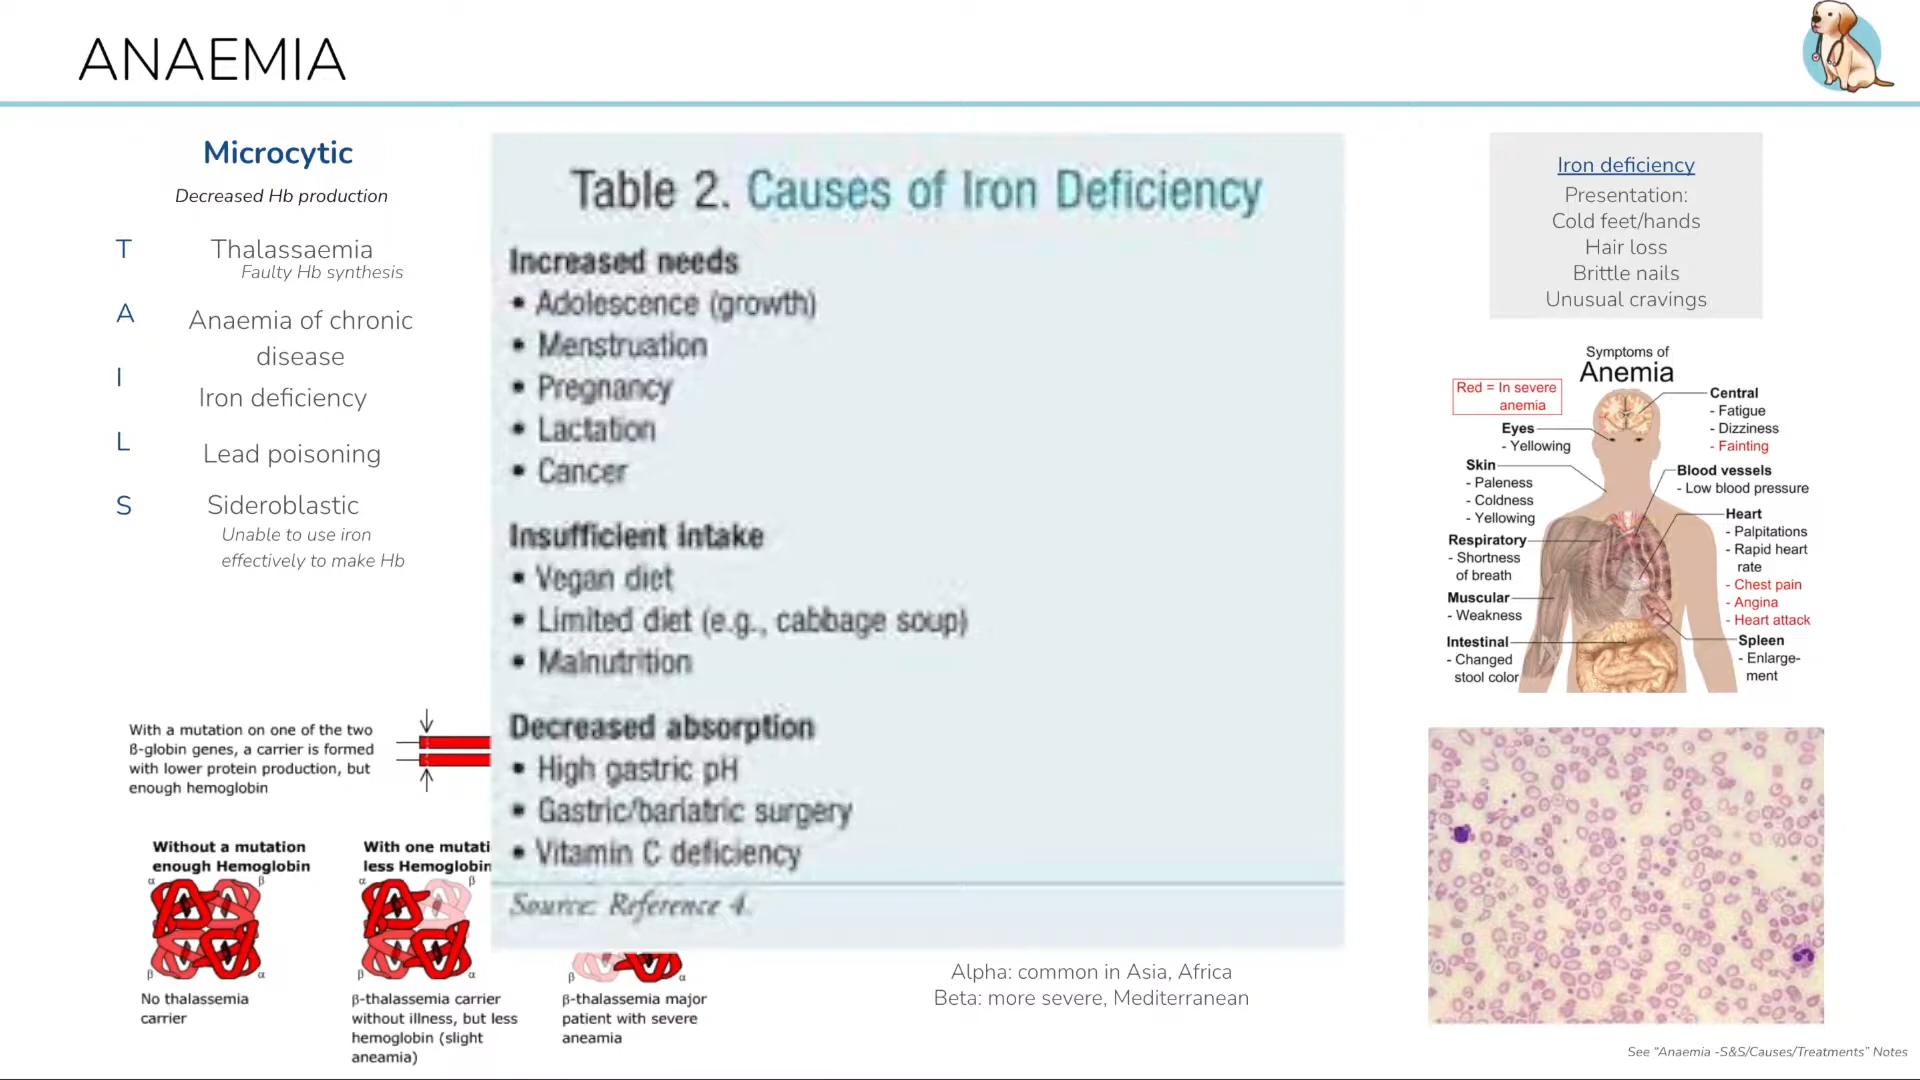 ANAEMIA
Microcytic
Decreased Hb production
T
Thalassaemia
Faulty Hb synthesis
A
Anaemia of chronic
disease
I
Iron deficiency
L
Lead poisoning
S
Sideroblastic
Unable to use iron
effectively to make Hb
With a mutation on one of the two
β-globin genes, a carrier is formed
with lower protein production, but
enough hemoglobin
Without a mutation
enough Hemoglobin
α β
β α
No thalassemia
carrier
With one mutati
less Hemoglobin
α β
β α
β-thalassemia carrier
without illness, but less
hemoglobin (slight
aneamia)
β α
β-thalassemia major
patient with severe
aneamia
Table 2. Causes of Iron Deficiency
Increased needs
• Adolescence (growth)
• Menstruation
• Pregnancy
• Lactation
• Cancer
Insufficient intake
• Vegan diet
• Limited diet (e.g., cabbage soup)
• Malnutrition
Decreased absorption
• High gastric pH
• Gastric/bariatric surgery
• Vitamin C deficiency
Source: Reference 4.
Alpha: common in Asia, Africa
Beta: more severe, Mediterranean
Iron deficiency
Presentation:
Cold feet/hands
Hair loss
Brittle nails
Unusual cravings
Symptoms of
Anemia
Red = In severe
anemia
Eyes
- Yellowing
Skin
- Paleness
- Coldness
- Yellowing
Respiratory
- Shortness
of breath
Muscular
- Weakness
Intestinal
- Changed
stool color
Central
- Fatigue
- Dizziness
- Fainting
Blood vessels
- Low blood pressure
Heart
- Palpitations
- Rapid heart
rate
- Chest pain
- Angina
- Heart attack
Spleen
- Enlarge-
ment
See "Anaemia -S&S/Causes/Treatments" Notes